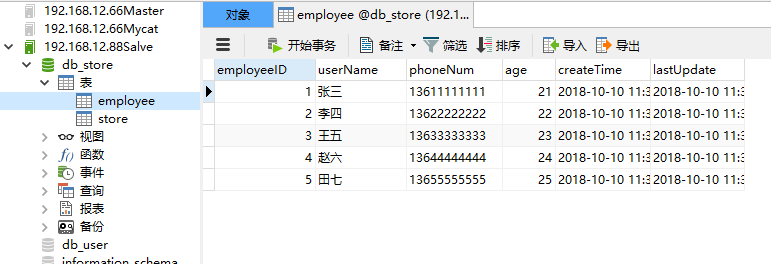 192.168.12.66Master
192.168.12.66Mycat
192.168.12.88Salve
db_store
表
employee
store
视图
函数
事件
查询
报表
备份
db_user
information_schema
对象 employee @db_store (192.1...
开始事务 备注 筛选 排序 导入 导出
employeeID userName phoneNum age createTime lastUpdate
1 张三 13611111111 21 2018-10-10 11:3 2018-10-10 11:3
2 李四 13622222222 22 2018-10-10 11:3 2018-10-10 11:3
3 王五 13633333333 23 2018-10-10 11:3 2018-10-10 11:3
4 赵六 13644444444 24 2018-10-10 11:3 2018-10-10 11:3
5 田七 13655555555 25 2018-10-10 11:3 2018-10-10 11:3